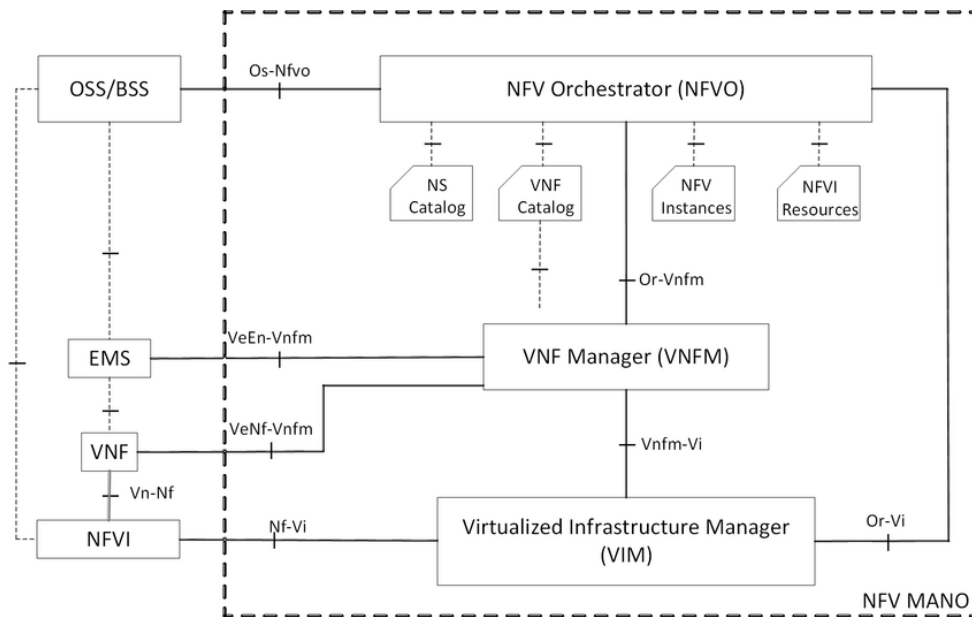 Os-Nfvo
OSS/BSS
NFV Orchestrator (NFVO)
NS
Catalog
VNF
Catalog
NFV
Instances
NFVI
Resources
Or-Vnfm
VeEn-Vnfm
EMS
VNF Manager (VNFM)
VeNf-Vnfm
VNF
Vnfm-Vi
Vn-Nf
Nf-Vi
NFVI
Virtualized Infrastructure Manager
(VIM)
Or-Vi
NFV MANO